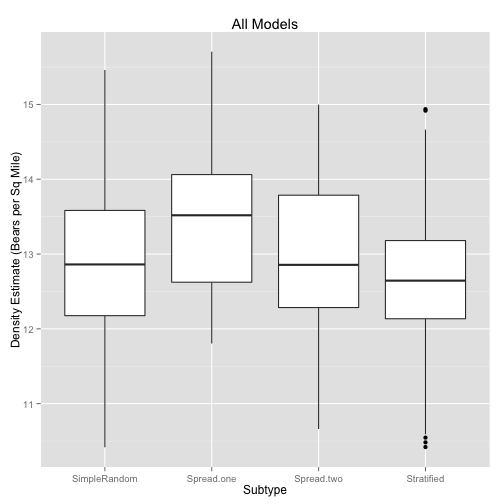 All Models
Density Estimate (Bears per Sq Mile)
15
14
13
12
11
SimpleRandom Spread.one Spread.two Stratified
Subtype